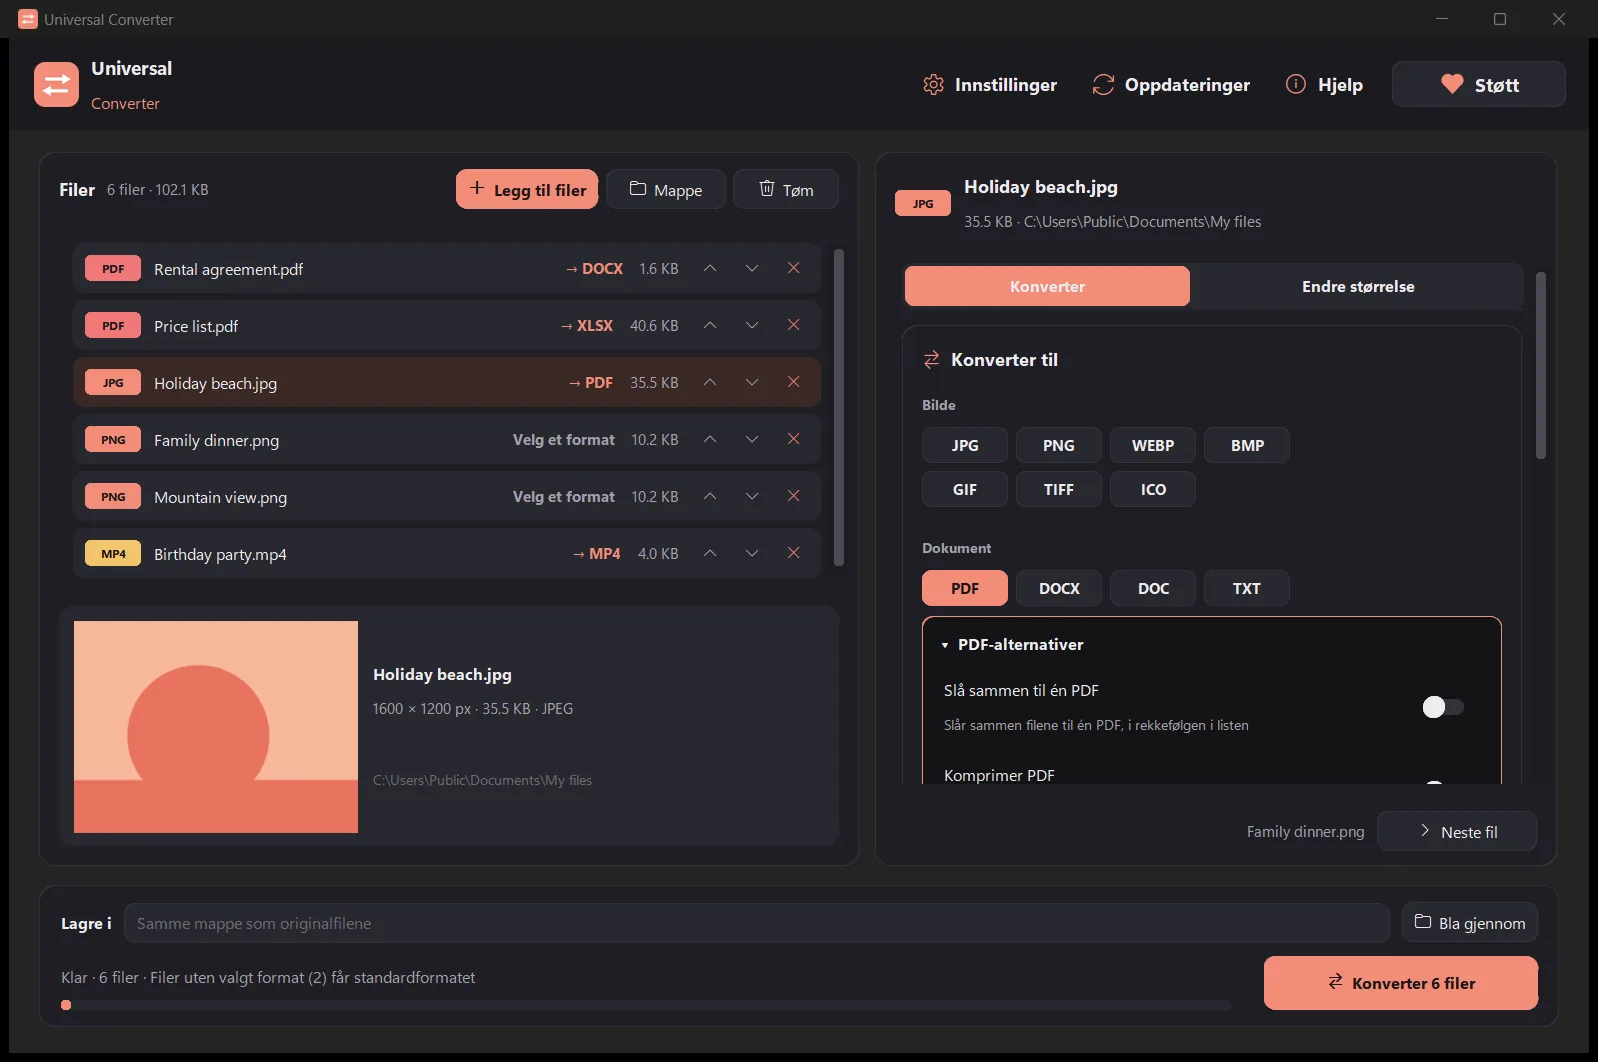 Universal Converter
Universal
Converter
Innstillinger
Oppdateringer
Hjelp
Støtt
Filer 6 filer · 102.1 KB
Legg til filer
Mappe
Tøm
PDF Rental agreement.pdf → DOCX 1.6 KB
PDF Price list.pdf → XLSX 40.6 KB
JPG Holiday beach.jpg → PDF 35.5 KB
PNG Family dinner.png Velg et format 10.2 KB
PNG Mountain view.png Velg et format 10.2 KB
MP4 Birthday party.mp4 → MP4 4.0 KB
Holiday beach.jpg
1600 × 1200 px · 35.5 KB · JPEG
C:\Users\Public\Documents\My files
JPG
Holiday beach.jpg
35.5 KB · C:\Users\Public\Documents\My files
Konverter
Endre størrelse
Konverter til
Bilde
JPG PNG WEBP BMP
GIF TIFF ICO
Dokument
PDF DOCX DOC TXT
PDF-alternativer
Slå sammen til én PDF
Slår sammen filene til én PDF, i rekkefølgen i listen
Komprimer PDF
Family dinner.png
Neste fil
Lagre i
Samme mappe som originalfilene
Bla gjennom
Klar · 6 filer · Filer uten valgt format (2) får standardformatet
Konverter 6 filer